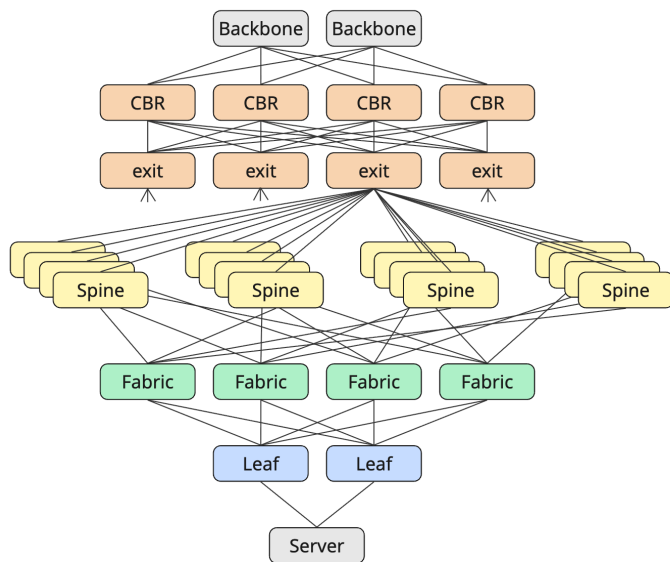 Backbone
Backbone
CBR
CBR
CBR
CBR
exit
exit
exit
exit
Spine
Spine
Spine
Spine
Fabric
Fabric
Fabric
Fabric
Leaf
Leaf
Server